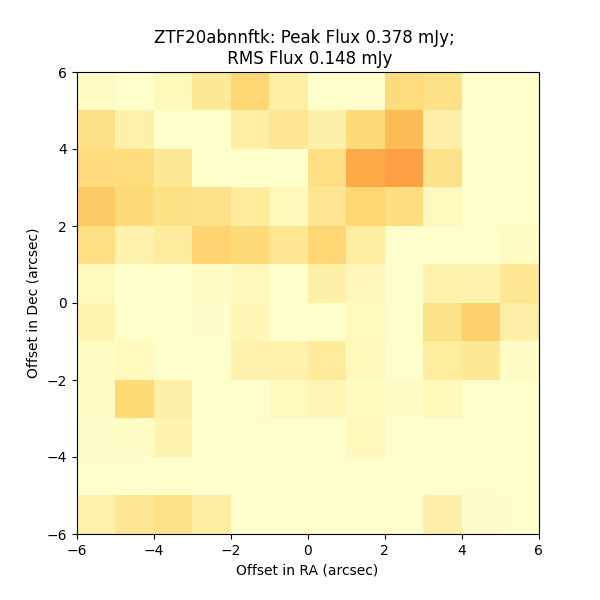 ZTF20abnnftk: Peak Flux 0.378 mJy;
RMS Flux 0.148 mJy
6
4
2
0
−2
−4
−6
Offset in Dec (arcsec)
−6 −4 −2 0 2 4 6
Offset in RA (arcsec)